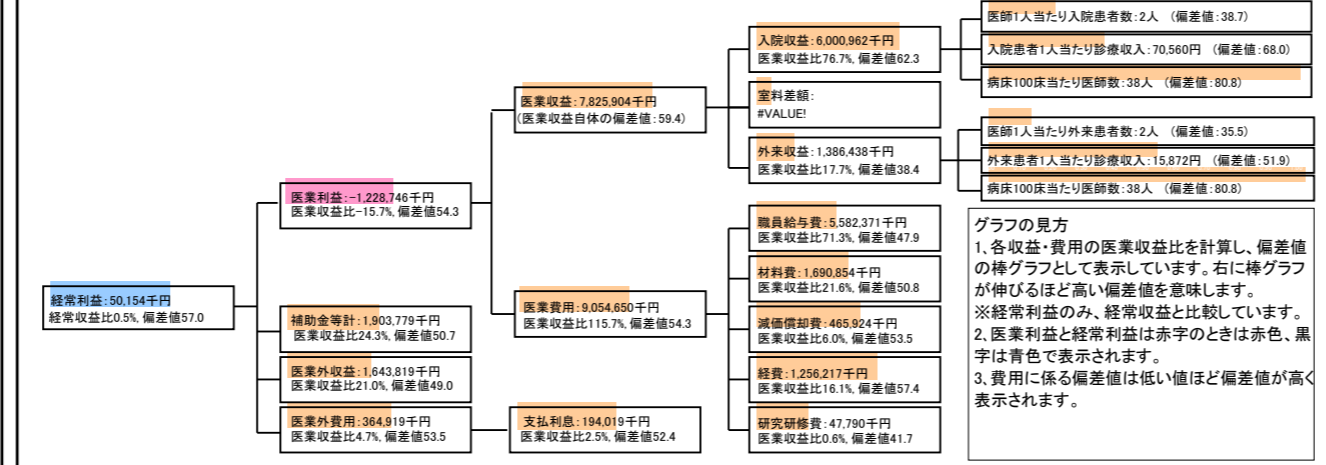 経常利益:50,154千円
経常収益比0.5%, 偏差値57.0
医業利益:-1,228,746千円
医業収益比-15.7%, 偏差値54.3
補助金等計:1,903,779千円
医業収益比24.3%, 偏差値50.7
医業外収益:1,643,819千円
医業収益比21.0%, 偏差値49.0
医業外費用:364,919千円
医業収益比4.7%, 偏差値53.5
医業収益:7,825,904千円
(医業収益自体の偏差値:59.4)
医業費用:9,054,650千円
医業収益比115.7%, 偏差値54.3
支払利息:194,019千円
医業収益比2.5%, 偏差値52.4
入院収益:6,000,962千円
医業収益比76.7%, 偏差値62.3
室料差額:
#VALUE!
外来収益:1,386,438千円
医業収益比17.7%, 偏差値38.4
職員給与費:5,582,371千円
医業収益比71.3%, 偏差値47.9
材料費:1,690,854千円
医業収益比21.6%, 偏差値50.8
減価償却費:465,924千円
医業収益比6.0%, 偏差値53.5
経費:1,256,217千円
医業収益比16.1%, 偏差値57.4
研究研修費:47,790千円
医業収益比0.6%, 偏差値41.7
医師1人当たり入院患者数:2人 (偏差値:38.7)
入院患者1人当たり診療収入:70,560円 (偏差値:68.0)
病床100床当たり医師数:38人 (偏差値:80.8)
医師1人当たり外来患者数:2人 (偏差値:35.5)
外来患者1人当たり診療収入:15,872円 (偏差値:51.9)
病床100床当たり医師数:38人 (偏差値:80.8)
グラフの見方
1、各収益・費用の医業収益比を計算し、偏差値
の棒グラフとして表示しています。右に棒グラフ
が伸びるほど高い偏差値を意味します。
※経常利益のみ、経常収益と比較しています。
2、医業利益と経常利益は赤字のときは赤色、黒
字は青色で表示されます。
3、費用に係る偏差値は低い値ほど偏差値が高く
表示されます。